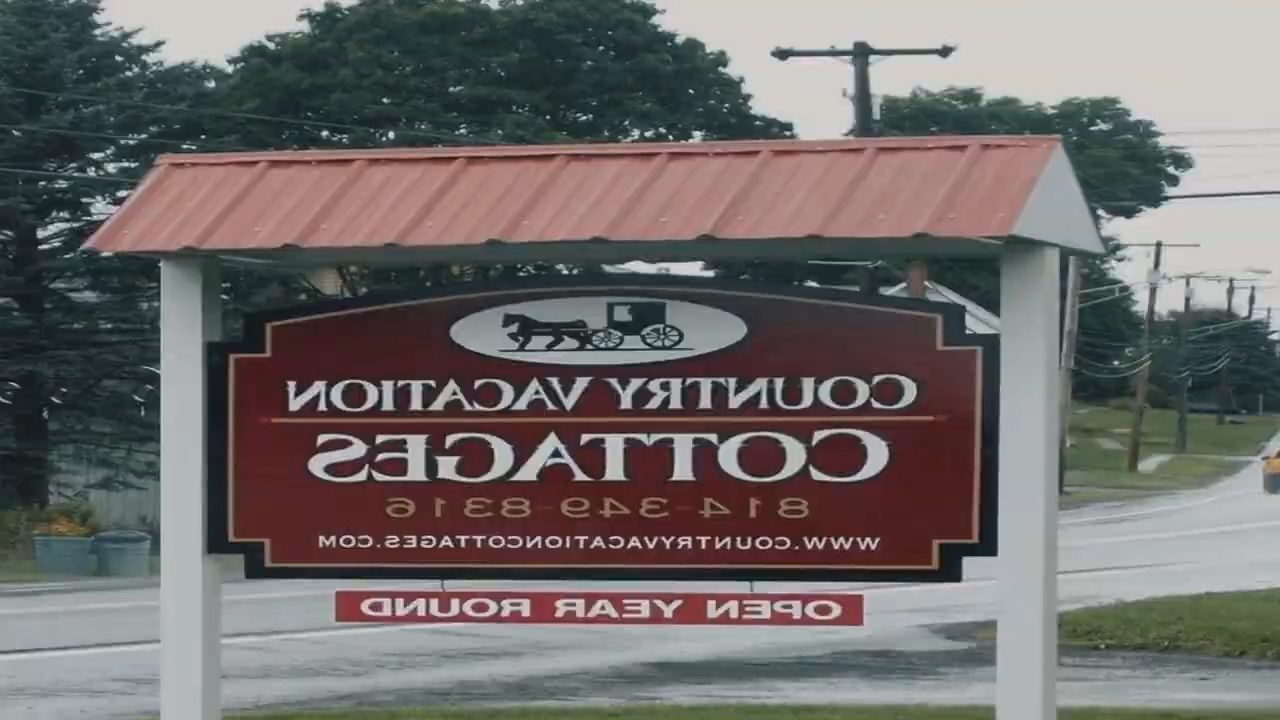 COUNTRY VACATION
COTTAGES
814-349-8316
WWW.COUNTRYVACATIONCOTTAGES.COM
OPEN YEAR ROUND